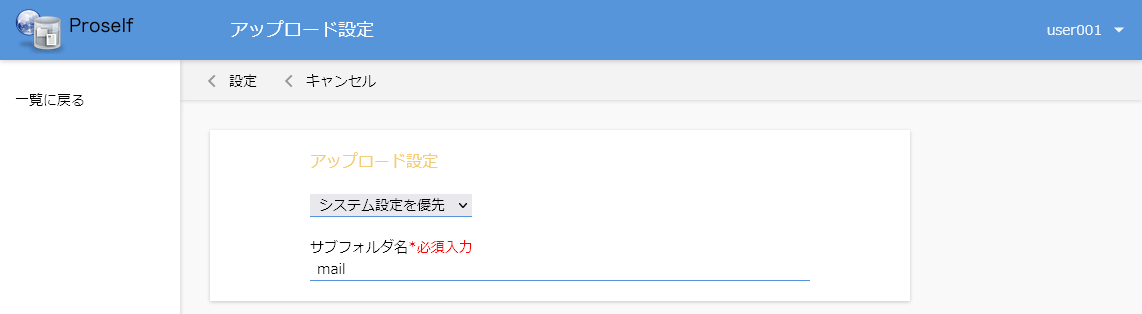 Proself
アップロード設定
user001
一覧に戻る
設定
キャンセル
アップロード設定
システム設定を優先
サブフォルダ名*必須入力
mail